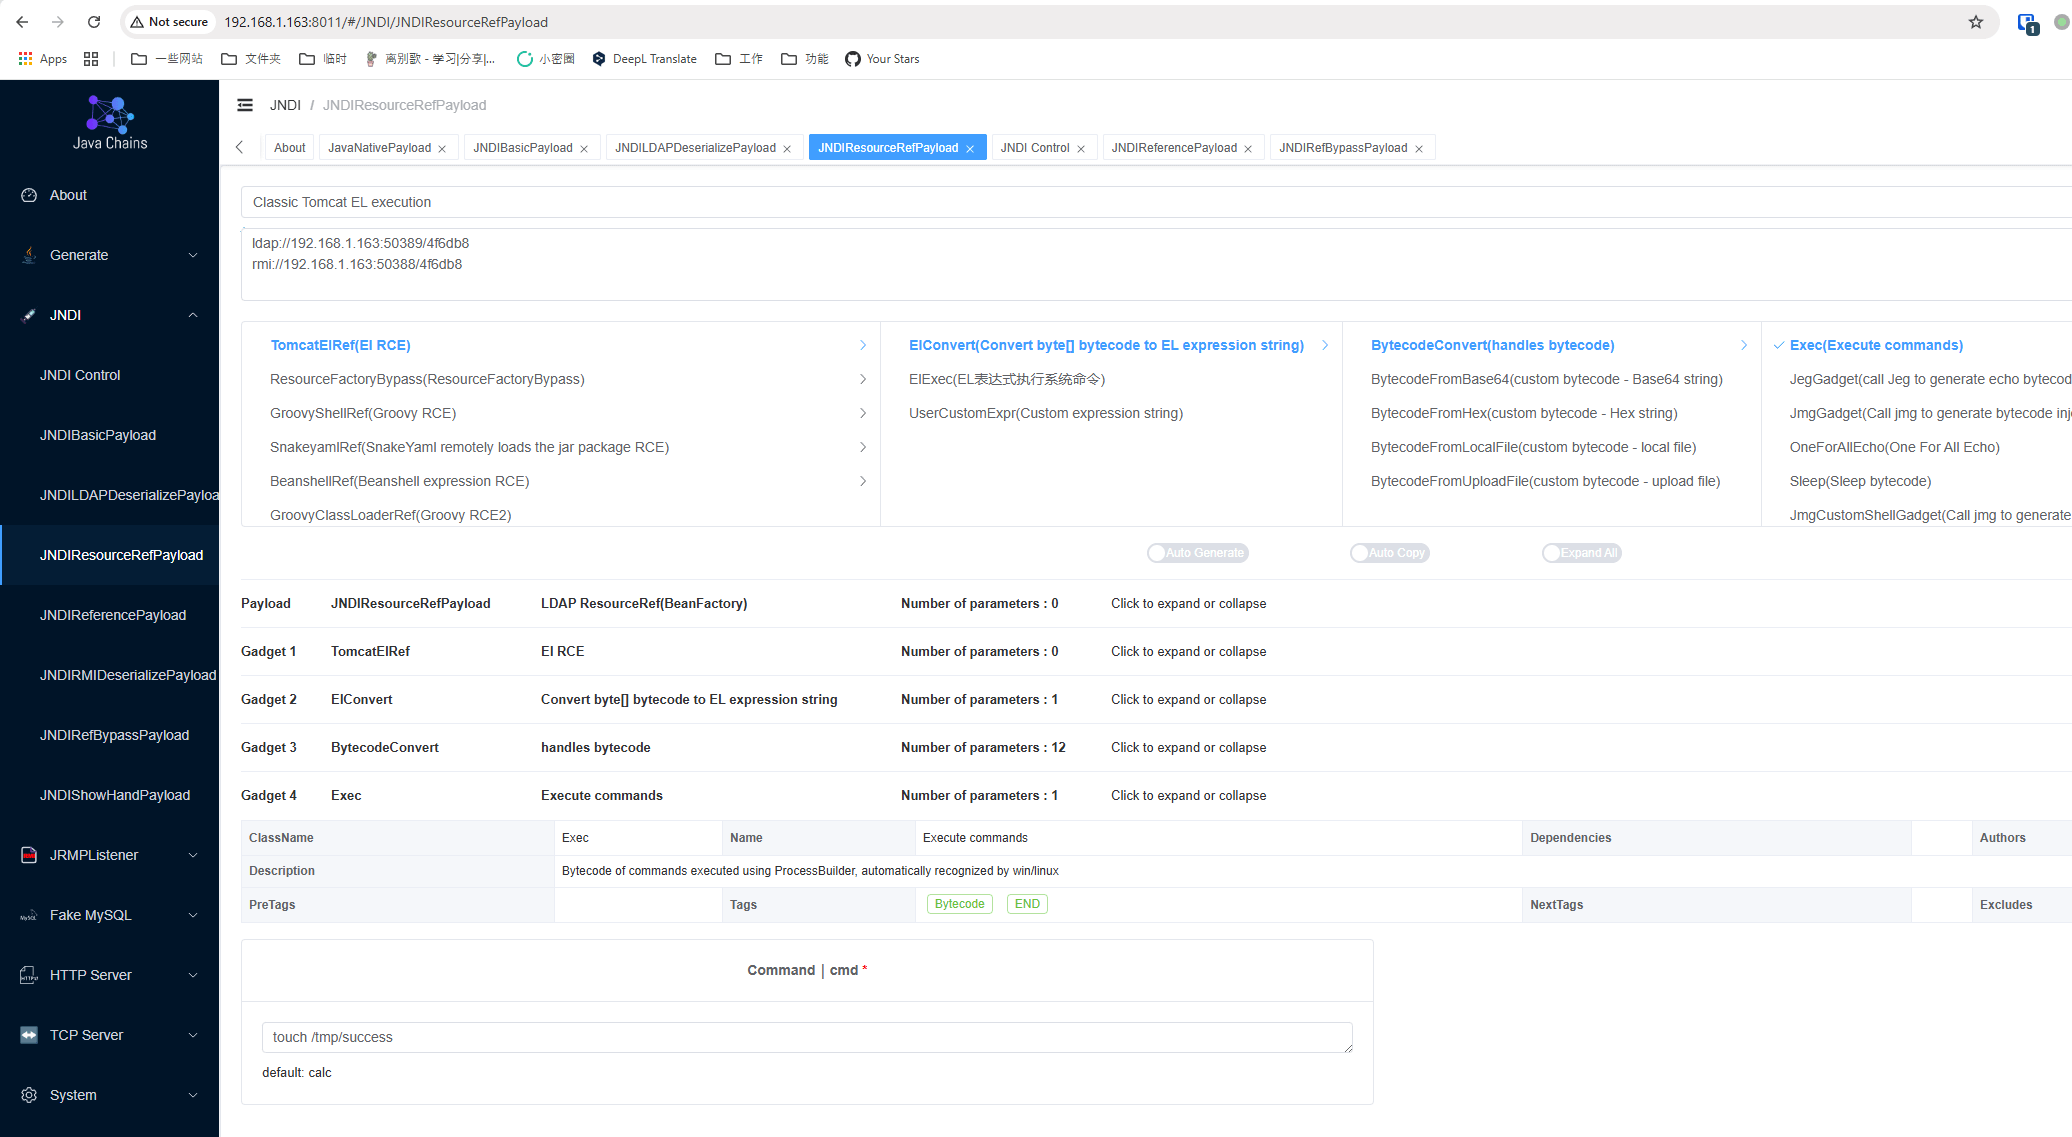 Not secure 192.168.1.163:8011/#/JNDI/JNDIResourceRefPayload
1
Apps 一些网站 文件夹 临时 离别歌 - 学习|分享|... 小密圈 DeepL Translate 工作 功能 Your Stars
Java Chains
About
Generate
JNDI
JNDI Control
JNDIBasicPayload
JNDILDAPDeserializePayloa
JNDIResourceRefPayload
JNDIReferencePayload
JNDIRMIDeserializePayload
JNDIRefBypassPayload
JNDIShowHandPayload
JRMPListener
Fake MySQL
HTTP Server
TCP Server
System
JNDI / JNDIResourceRefPayload
About JavaNativePayload JNDIBasicPayload JNDILDAPDeserializePayload JNDIResourceRefPayload JNDI Control JNDIReferencePayload JNDIRefBypassPayload
Classic Tomcat EL execution
ldap://192.168.1.163:50389/4f6db8
rmi://192.168.1.163:50388/4f6db8
TomcatElRef(El RCE)
ResourceFactoryBypass(ResourceFactoryBypass)
GroovyShellRef(Groovy RCE)
SnakeyamlRef(SnakeYaml remotely loads the jar package RCE)
BeanshellRef(Beanshell expression RCE)
GroovyClassLoaderRef(Groovy RCE2)
ElConvert(Convert byte[] bytecode to EL expression string)
ElExec(EL表达式执行系统命令)
UserCustomExpr(Custom expression string)
BytecodeConvert(handles bytecode)
BytecodeFromBase64(custom bytecode - Base64 string)
BytecodeFromHex(custom bytecode - Hex string)
BytecodeFromLocalFile(custom bytecode - local file)
BytecodeFromUploadFile(custom bytecode - upload file)
Exec(Execute commands)
JegGadget(call Jeg to generate echo bytecod
JmgGadget(Call jmg to generate bytecode inj
OneForAllEcho(One For All Echo)
Sleep(Sleep bytecode)
JmgCustomShellGadget(Call jmg to generate
Auto Generate Auto Copy Expand All
Payload JNDIResourceRefPayload LDAP ResourceRef(BeanFactory) Number of parameters : 0 Click to expand or collapse
Gadget 1 TomcatElRef El RCE Number of parameters : 0 Click to expand or collapse
Gadget 2 ElConvert Convert byte[] bytecode to EL expression string Number of parameters : 1 Click to expand or collapse
Gadget 3 BytecodeConvert handles bytecode Number of parameters : 12 Click to expand or collapse
Gadget 4 Exec Execute commands Number of parameters : 1 Click to expand or collapse
ClassName Exec Name Execute commands Dependencies Authors
Description Bytecode of commands executed using ProcessBuilder, automatically recognized by win/linux
PreTags Tags Bytecode END NextTags Excludes
Command | cmd *
touch /tmp/success
default: calc